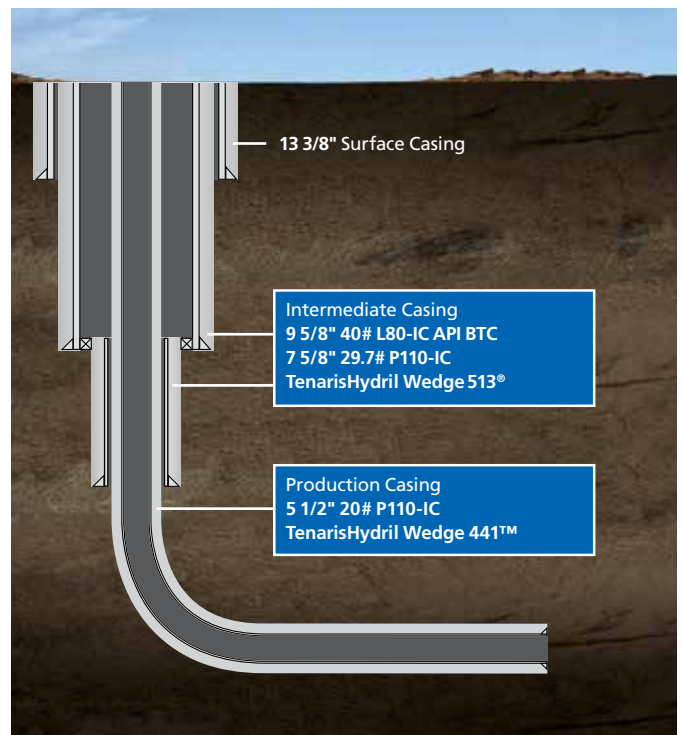 13 3/8" Surface Casing
Intermediate Casing
9 5/8" 40# L80-IC API BTC
7 5/8" 29.7# P110-IC
TenarisHydril Wedge 513®
Production Casing
5 1/2" 20# P110-IC
TenarisHydril Wedge 441™